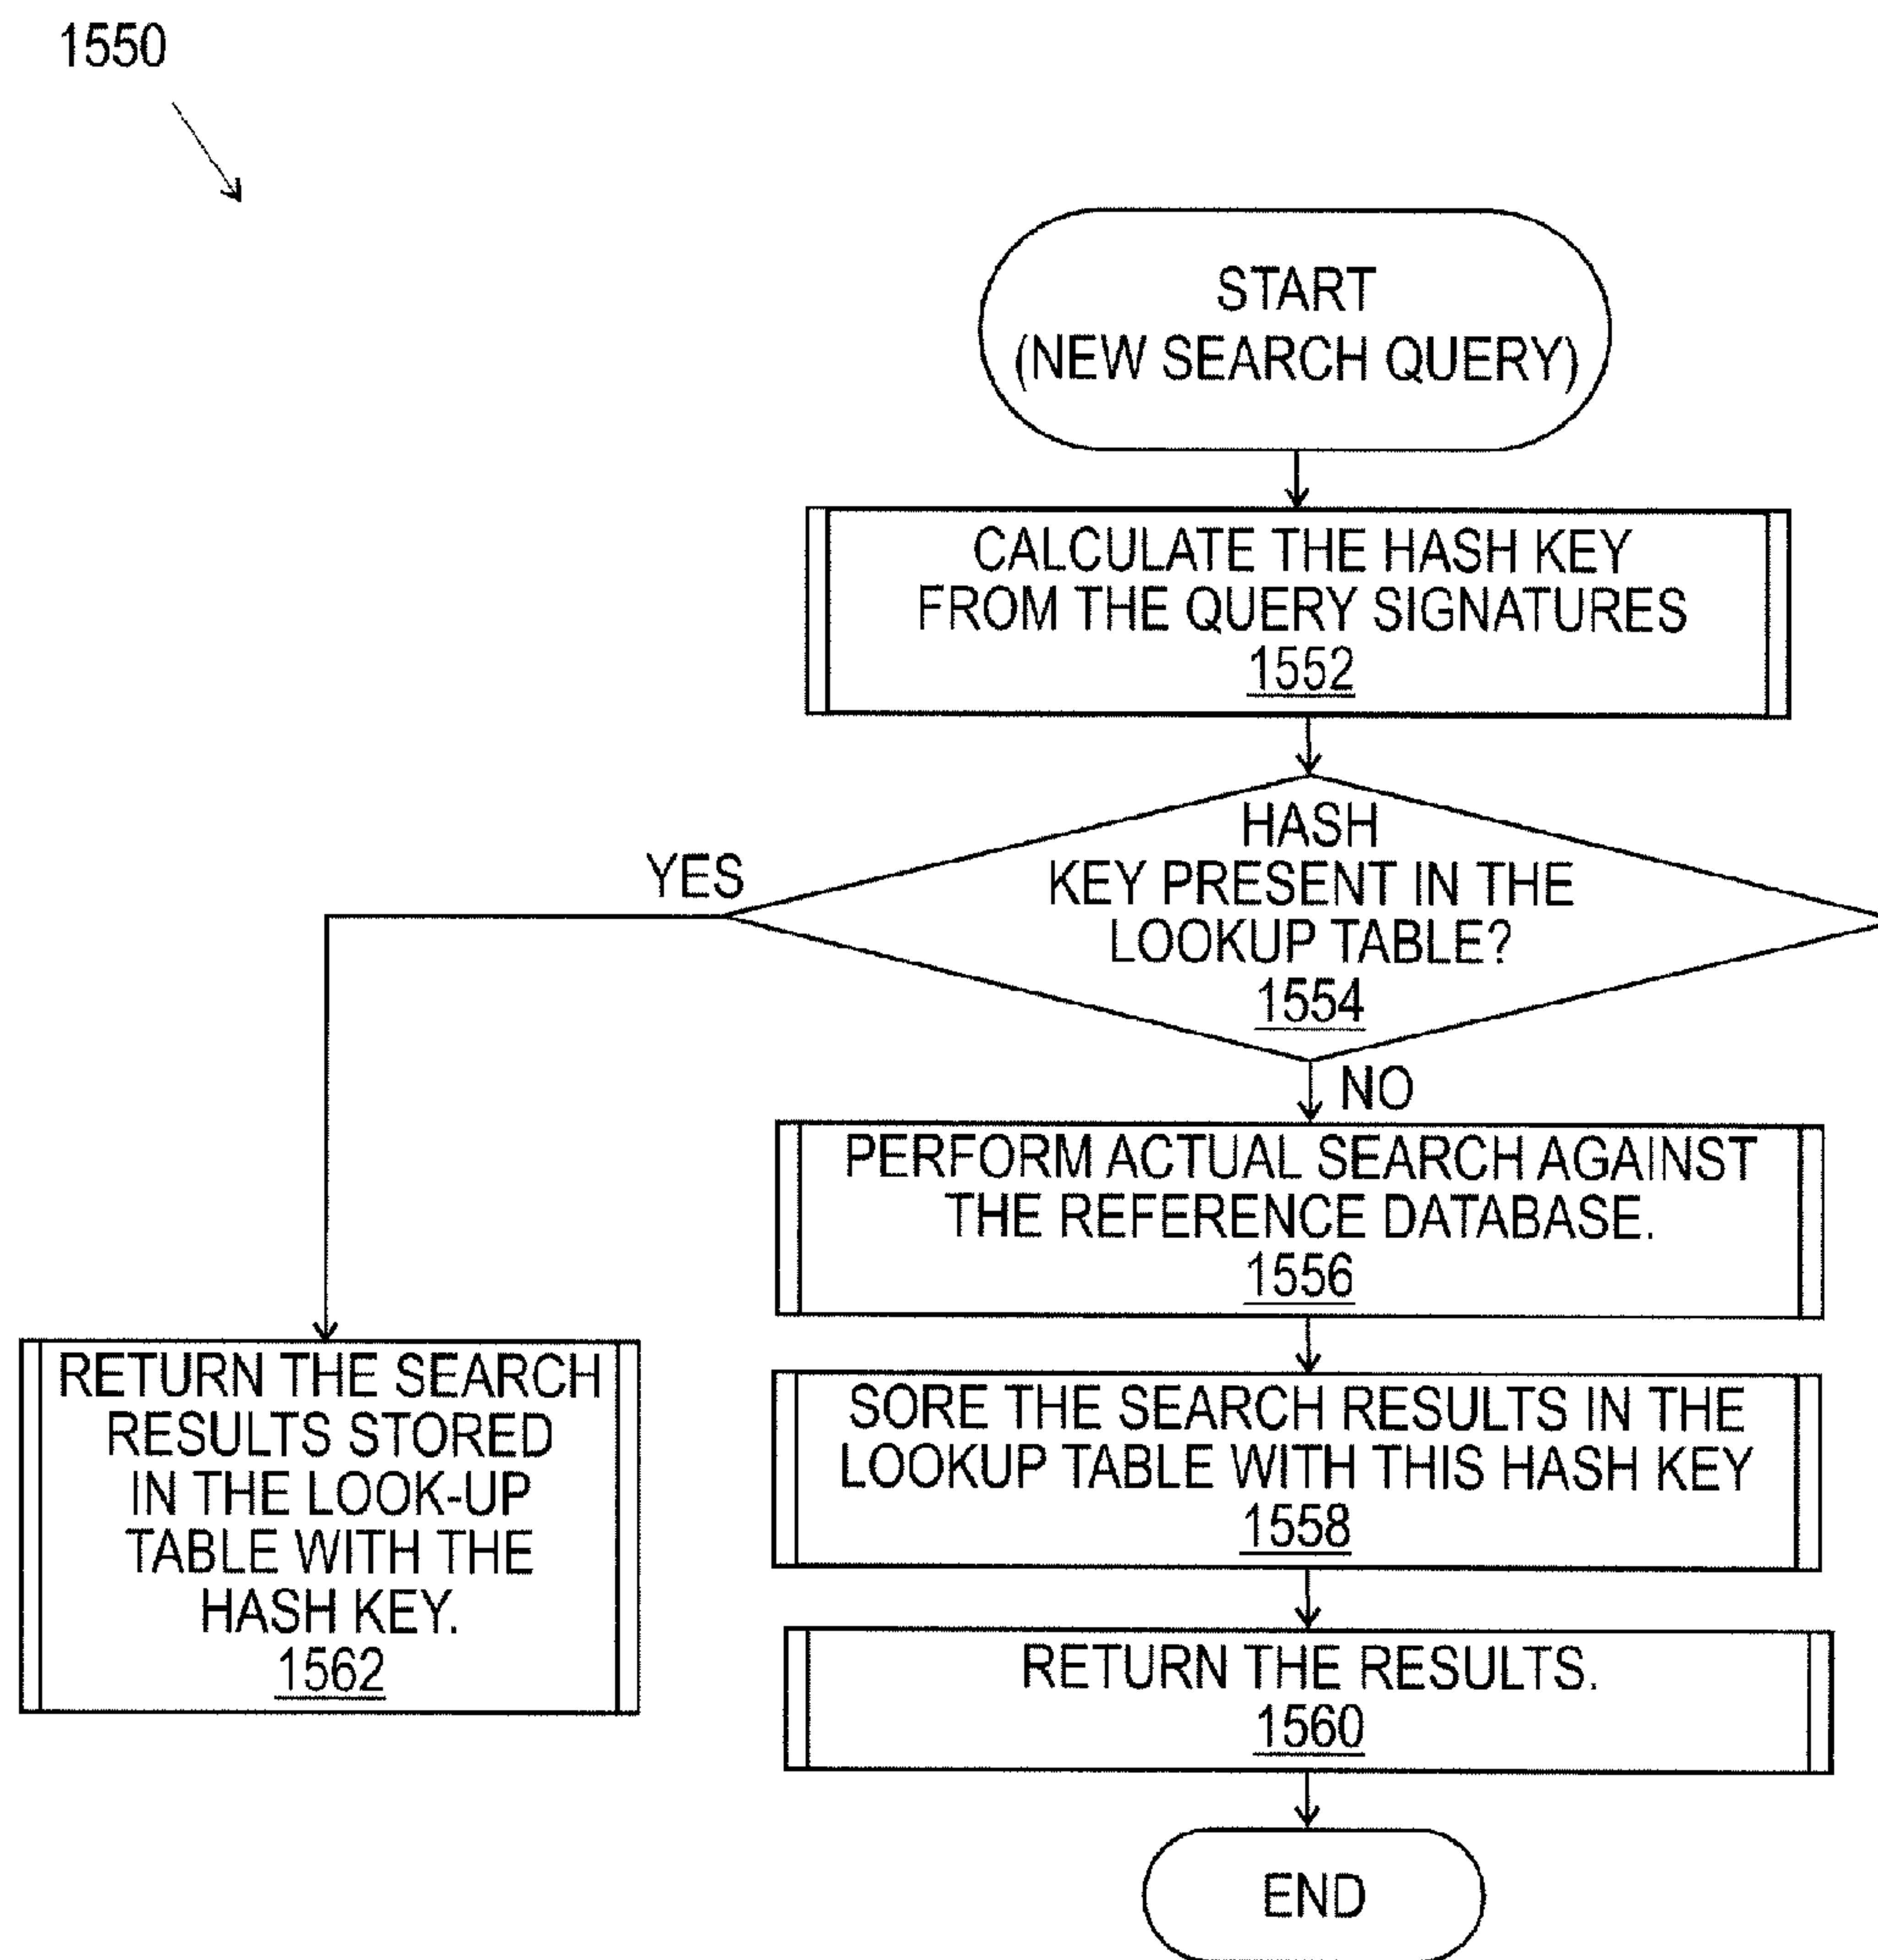 1550
START
(NEW SEARCH QUERY)
CALCULATE THE HASH KEY
FROM THE QUERY SIGNATURES
1552
HASH
KEY PRESENT IN THE
LOOKUP TABLE?
1554
YES
NO
PERFORM ACTUAL SEARCH AGAINST
THE REFERENCE DATABASE.
1556
SORE THE SEARCH RESULTS IN THE
LOOKUP TABLE WITH THIS HASH KEY
1558
RETURN THE RESULTS.
1560
END
RETURN THE SEARCH
RESULTS STORED
IN THE LOOK-UP
TABLE WITH THE
HASH KEY.
1562